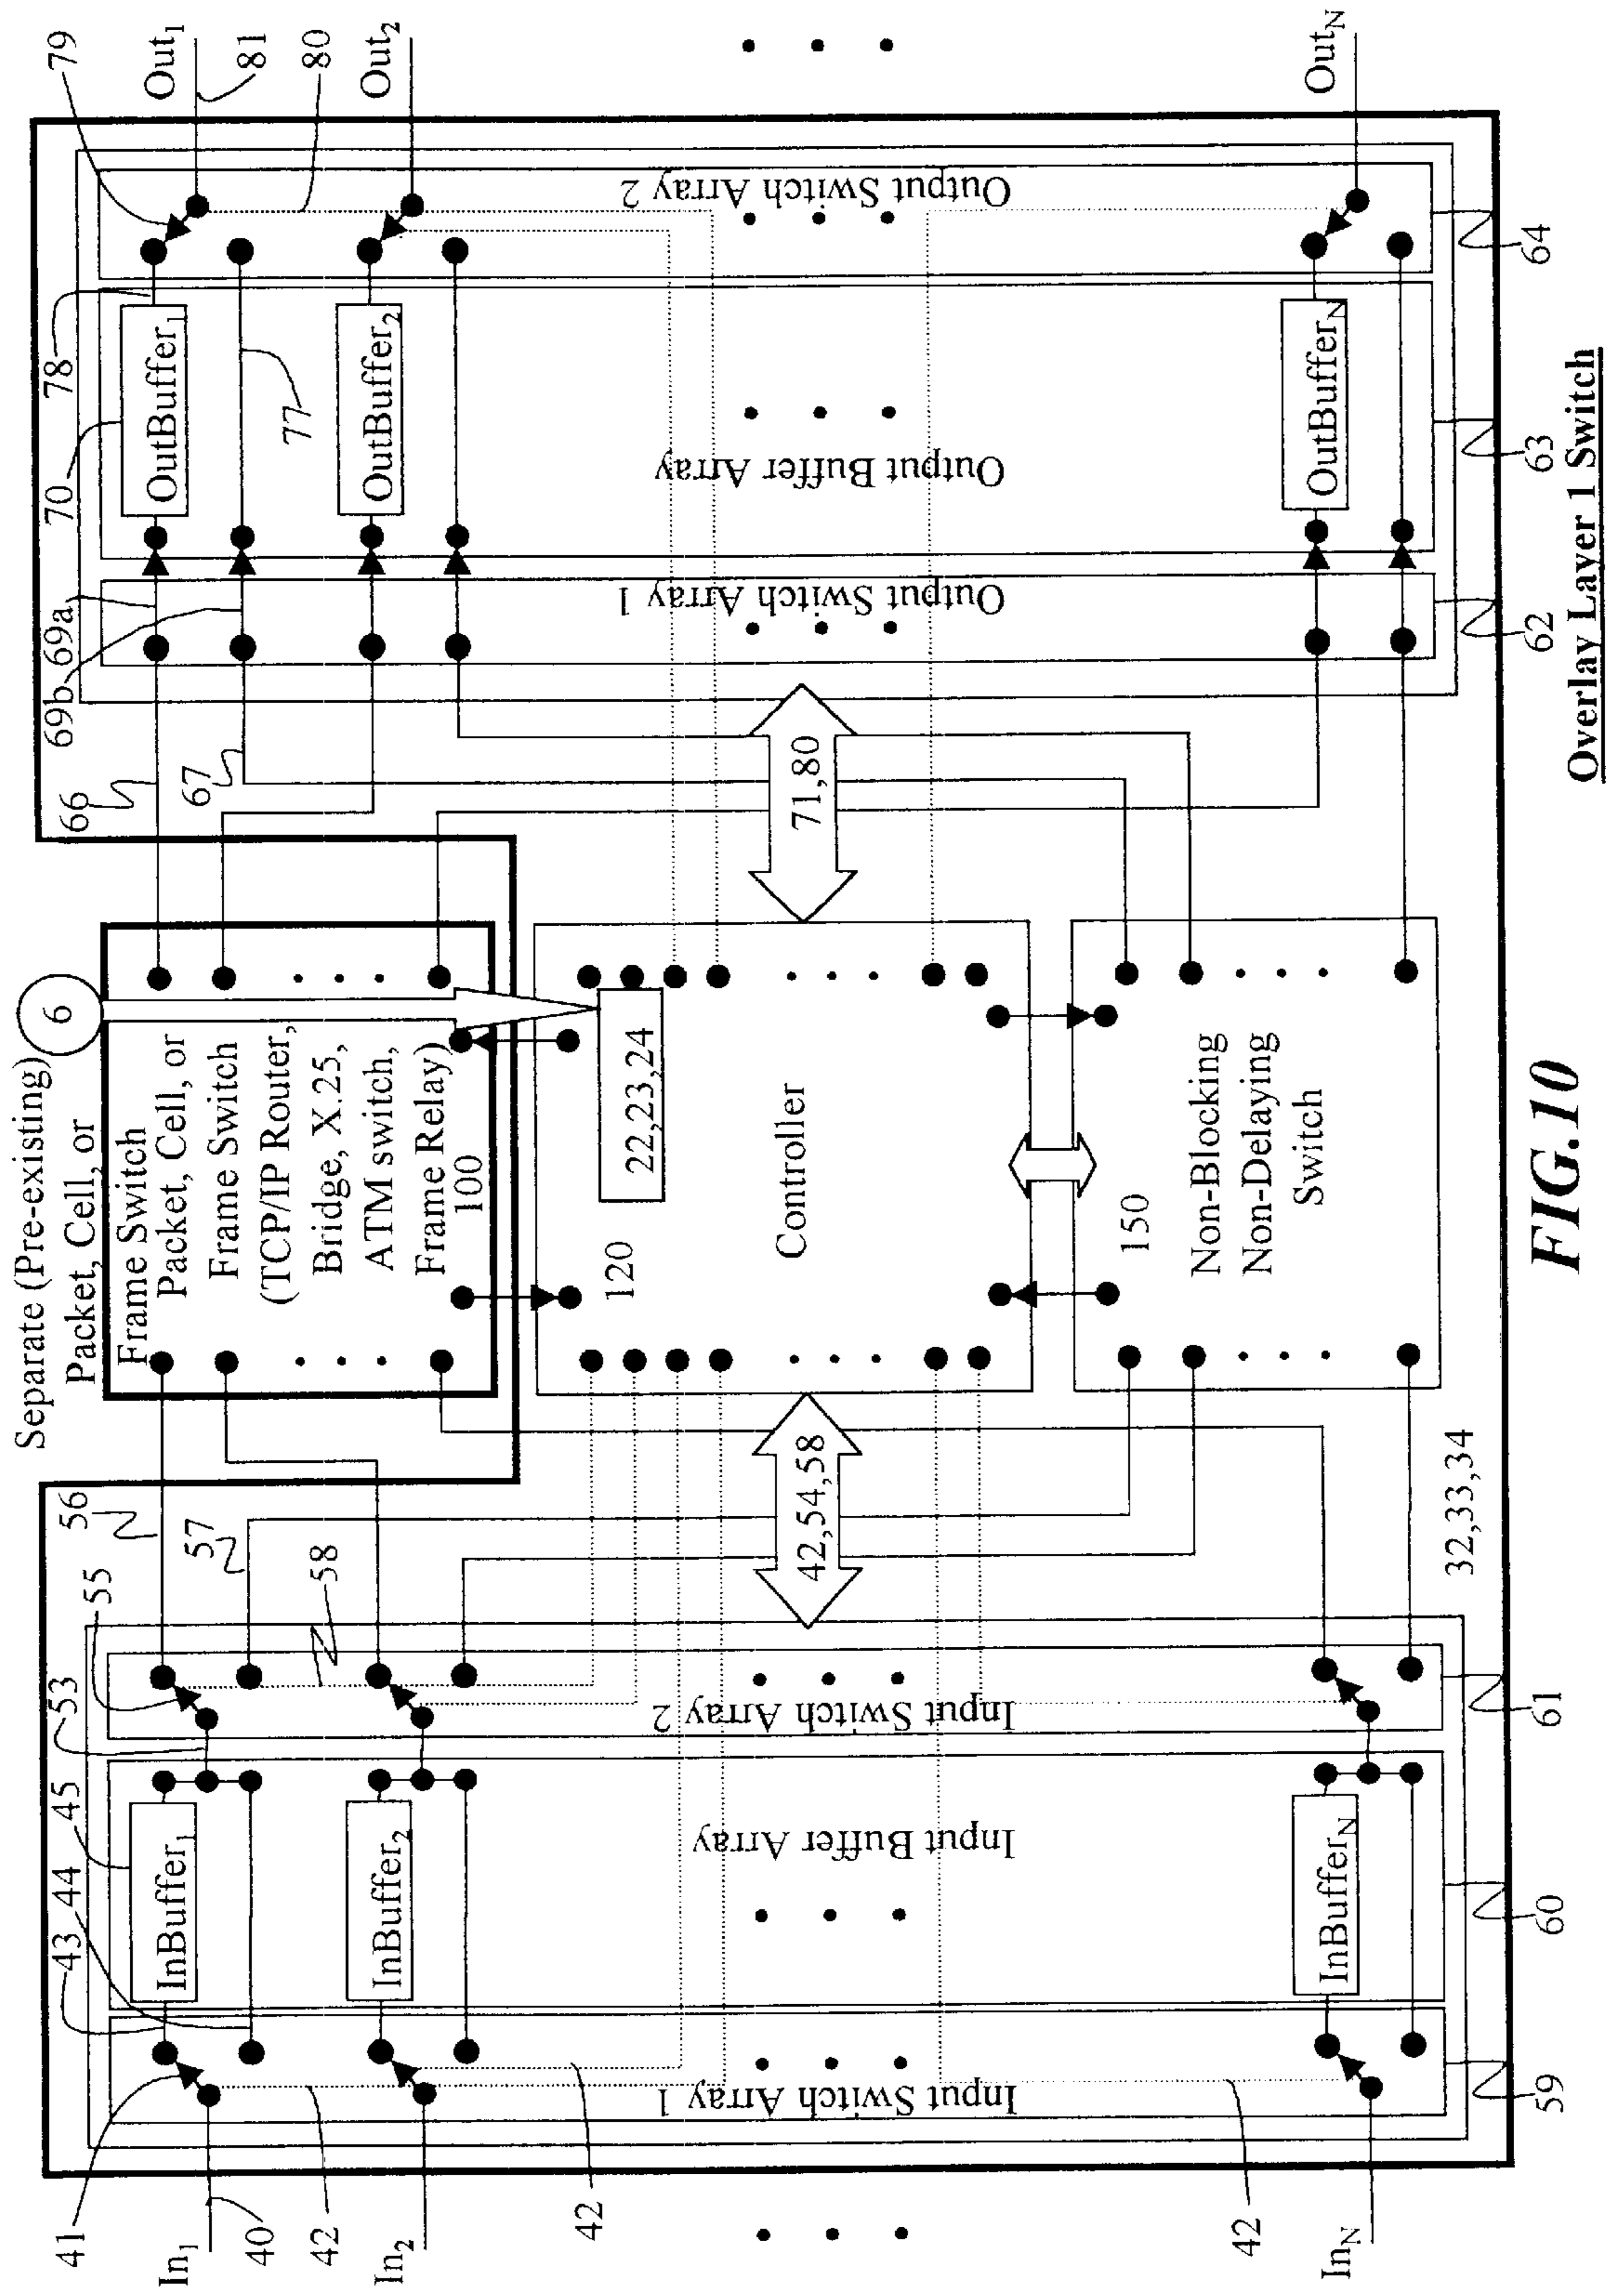 Separate (Pre-existing)
Packet, Cell, or
Frame Switch
6
Packet, Cell, or
Frame Switch
(TCP/IP Router,
Bridge, X.25,
ATM switch,
Frame Relay)
100
120
22,23,24
Controller
150
Non-Blocking
Non-Delaying
Switch
42,54,58
71,80
In1
In2
InN
40
41
42
42
42
43
44
45
53
55
56
57
58
InBuffer1
InBuffer2
InBufferN
Input Switch Array 1
Input Buffer Array
Input Switch Array 2
59
60
61
32,33,34
66
67
69b
69a
70
78
77
79
80
81
OutBuffer1
OutBuffer2
OutBufferN
Output Switch Array 1
Output Buffer Array
Output Switch Array 2
62
63
64
Out1
Out2
OutN
Overlay Layer 1 Switch
FIG.10